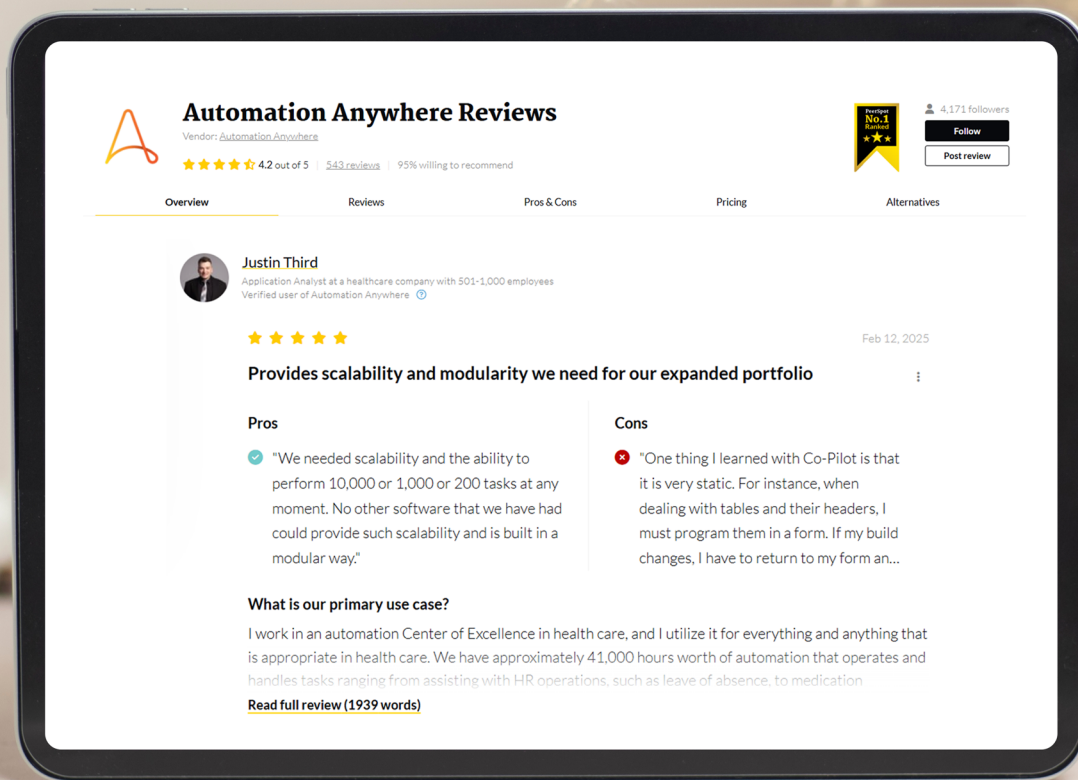 Automation Anywhere Reviews
Vendor: Automation Anywhere
4.2 out of 5 | 543 reviews | 95% willing to recommend
PeerSpot
No.1
Ranked
4,171 followers
Follow
Post review
Overview Reviews Pros & Cons Pricing Alternatives
Justin Third
Application Analyst at a healthcare company with 501-1,000 employees
Verified user of Automation Anywhere ?
Feb 12, 2025
Provides scalability and modularity we need for our expanded portfolio
Pros
"We needed scalability and the ability to
perform 10,000 or 1,000 or 200 tasks at any
moment. No other software that we have had
could provide such scalability and is built in a
modular way."
Cons
"One thing I learned with Co-Pilot is that
it is very static. For instance, when
dealing with tables and their headers, I
must program them in a form. If my build
changes, I have to return to my form an...
What is our primary use case?
I work in an automation Center of Excellence in health care, and I utilize it for everything and anything that
is appropriate in health care. We have approximately 41,000 hours worth of automation that operates and
handles tasks ranging from assisting with HR operations, such as leave of absence, to medication
Read full review (1939 words)